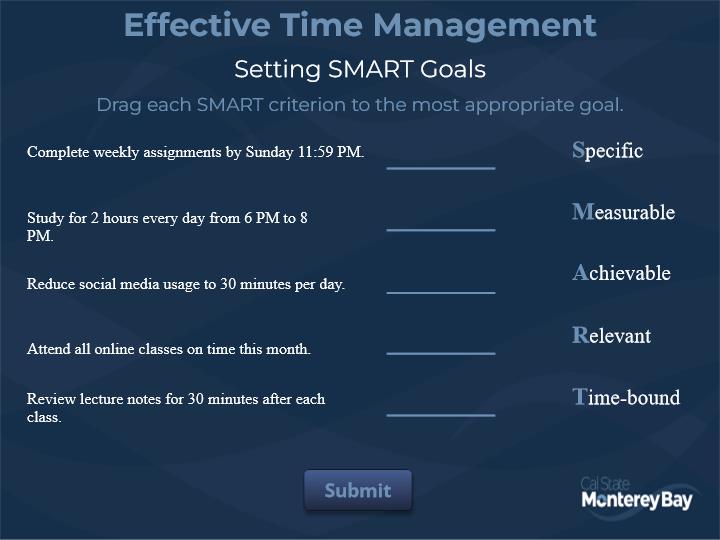 Effective Time Management
Setting SMART Goals
Drag each SMART criterion to the most appropriate goal.
Complete weekly assignments by Sunday 11:59 PM.
Specific
Study for 2 hours every day from 6 PM to 8
PM.
Measurable
Reduce social media usage to 30 minutes per day.
Achievable
Attend all online classes on time this month.
Relevant
Review lecture notes for 30 minutes after each
class.
Time-bound
Submit
Cal State
Monterey Bay